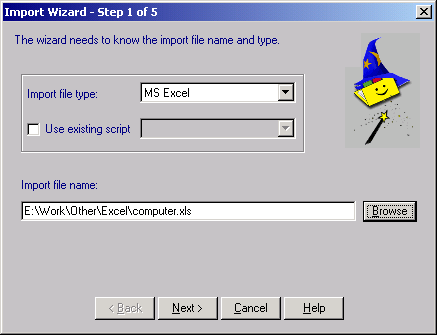 Import Wizard - Step 1 of 5
The wizard needs to know the import file name and type.
Import file type: MS Excel
Use existing script
Import file name:
E:\Work\Other\Excel\computer.xls Browse
< Back Next > Cancel Help